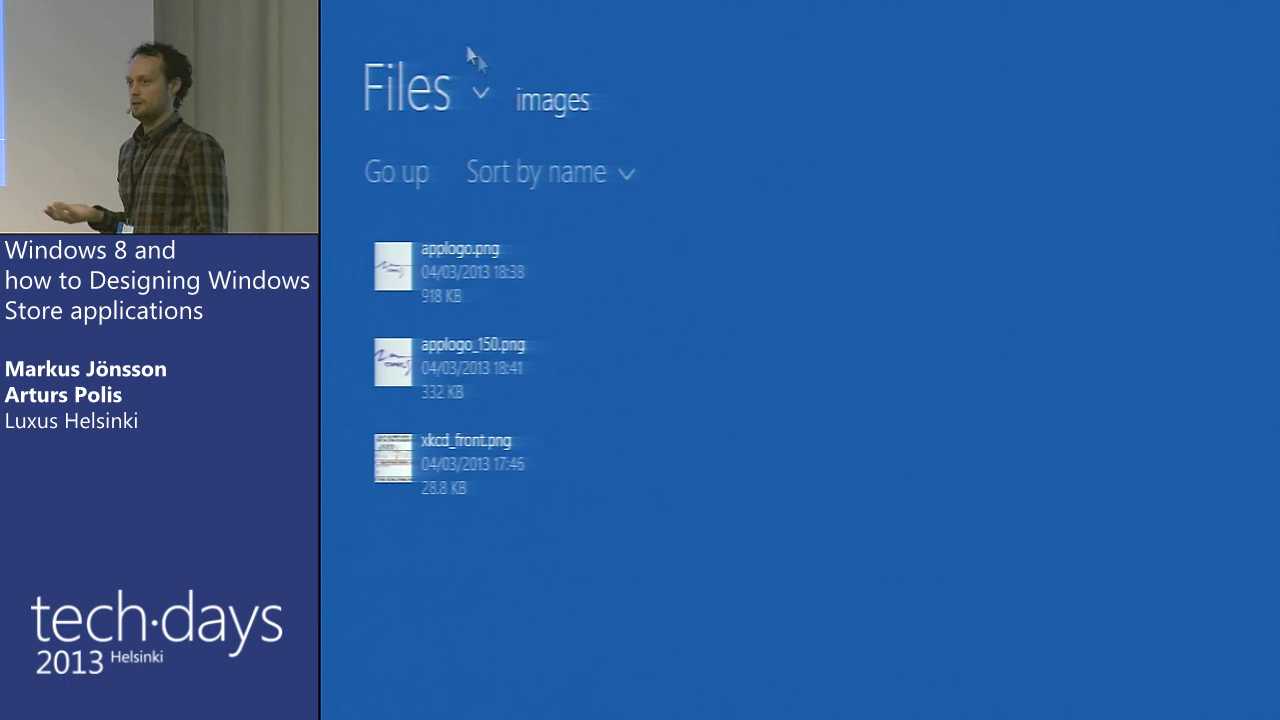 Windows 8 and
how to Designing Windows
Store applications
Markus Jönsson
Arturs Polis
Luxus Helsinki
tech·days
2013 Helsinki
Files images
Go up Sort by name
applogo.png
04/03/2013 18:38
918 KB
applogo_150.png
04/03/2013 18:41
332 KB
xkcd_front.png
04/03/2013 17:46
28.8 KB